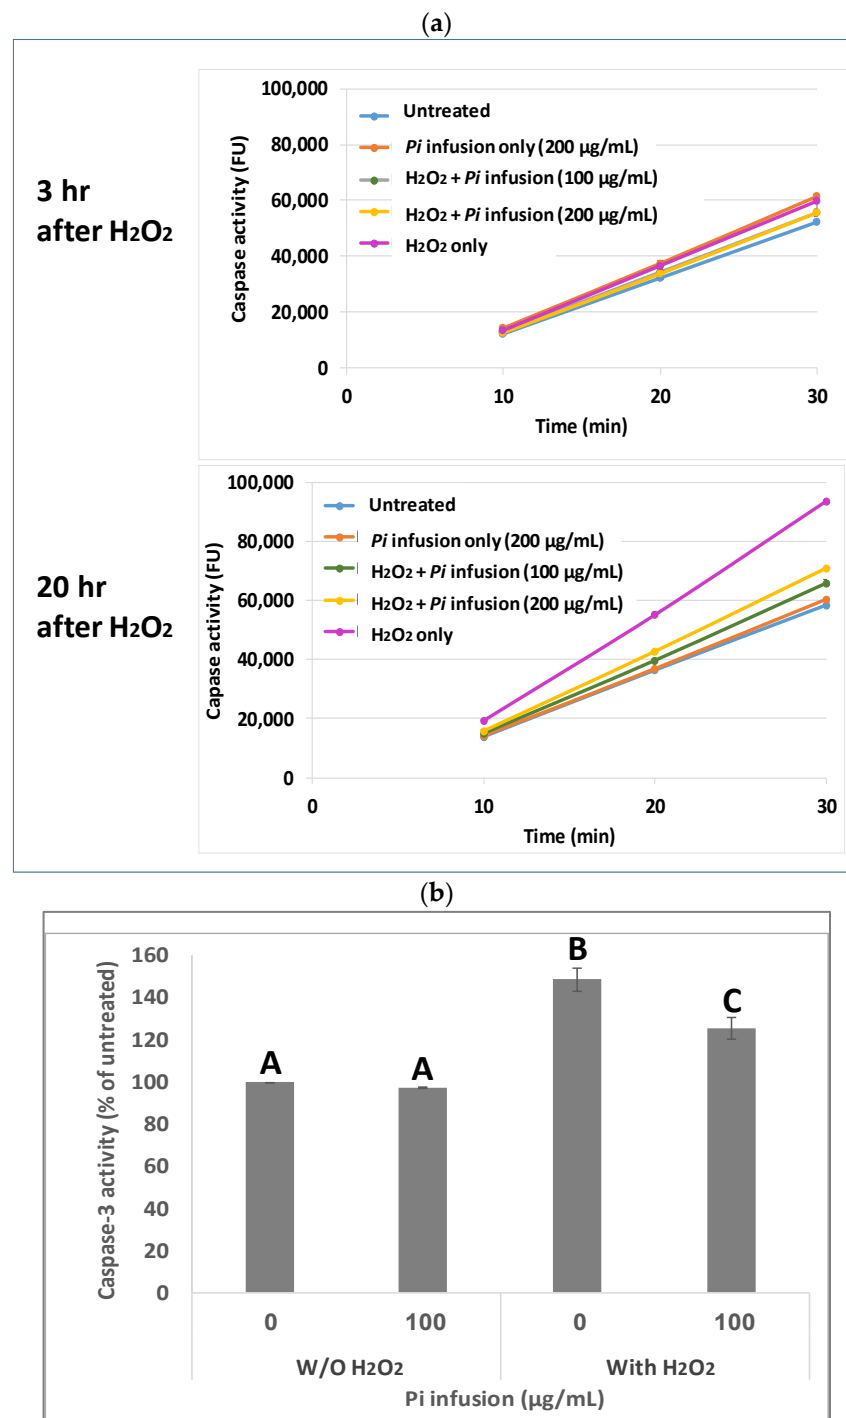 (a)
3 hr
after H2O2
100,000
80,000
60,000
40,000
20,000
0
Caspase activity (FU)
Untreated
Pi infusion only (200 µg/mL)
H2O2 + Pi infusion (100 µg/mL)
H2O2 + Pi infusion (200 µg/mL)
H2O2 only
0 10 20 30
Time (min)
20 hr
after H2O2
100,000
80,000
60,000
40,000
20,000
0
Capase activity (FU)
Untreated
Pi infusion only (200 µg/mL)
H2O2 + Pi infusion (100 µg/mL)
H2O2 + Pi infusion (200 µg/mL)
H2O2 only
0 10 20 30
Time (min)
(b)
Caspase-3 activity (% of untreated)
160
140
120
100
80
60
40
20
0
A A B C
0 100 0 100
W/O H2O2 With H2O2
Pi infusion (µg/mL)